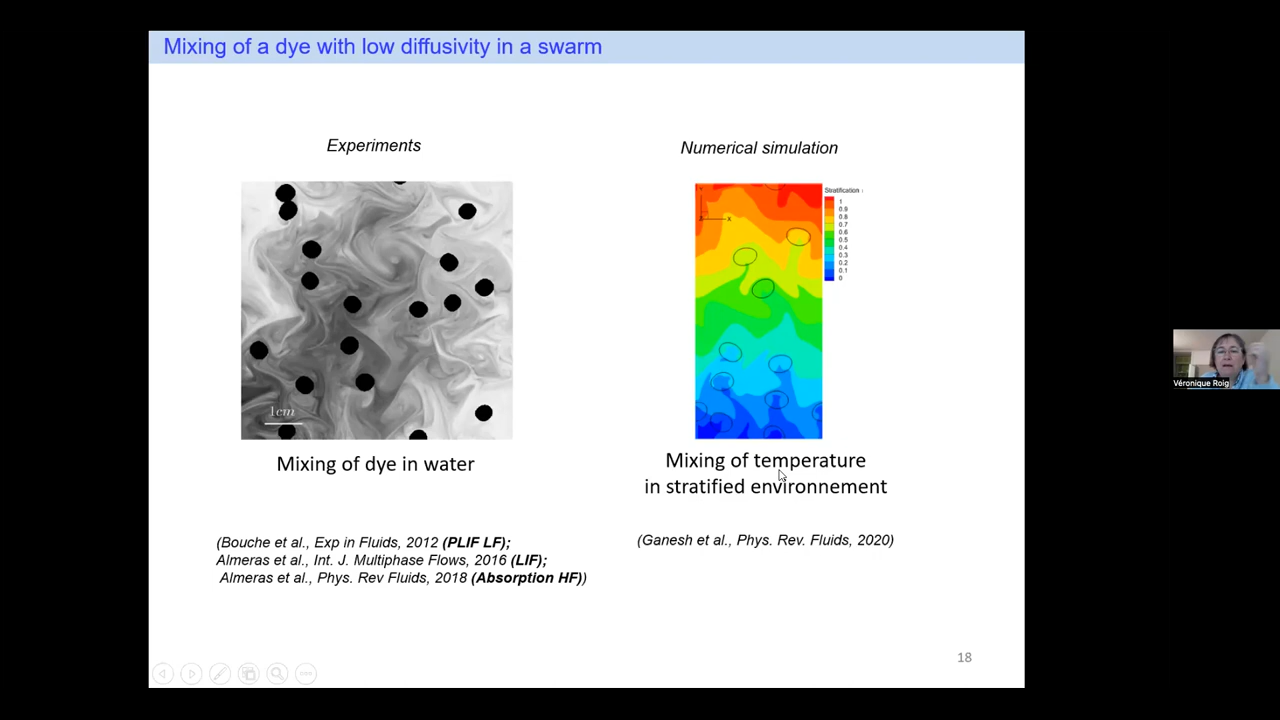 Mixing of a dye with low diffusivity in a swarm
Experiments
Numerical simulation
1cm
Y
X
Stratification :
1
0.9
0.8
0.7
0.6
0.5
0.4
0.3
0.2
0.1
0
Mixing of dye in water
Mixing of temperature
in stratified environnement
(Bouche et al., Exp in Fluids, 2012 (PLIF LF);
Almeras et al., Int. J. Multiphase Flows, 2016 (LIF);
Almeras et al., Phys. Rev Fluids, 2018 (Absorption HF))
(Ganesh et al., Phys. Rev. Fluids, 2020)
18
Véronique Roig